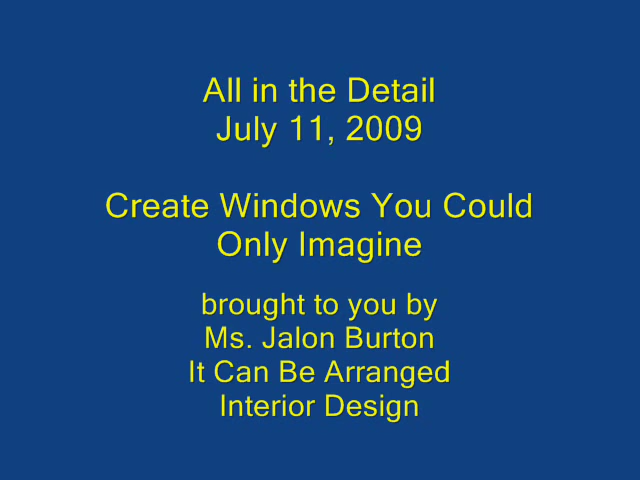 All in the Detail
July 11, 2009
Create Windows You Could
Only Imagine
brought to you by
Ms. Jalon Burton
It Can Be Arranged
Interior Design